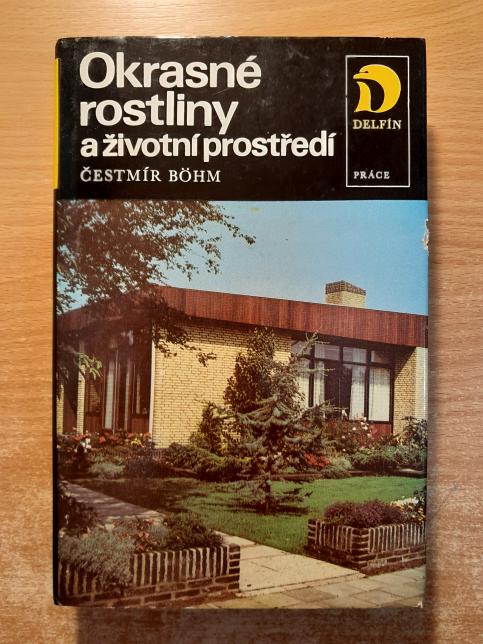 Okrasné
rostliny
a životní prostředí
ČESTMÍR BÖHM
DELFÍN
PRÁCE